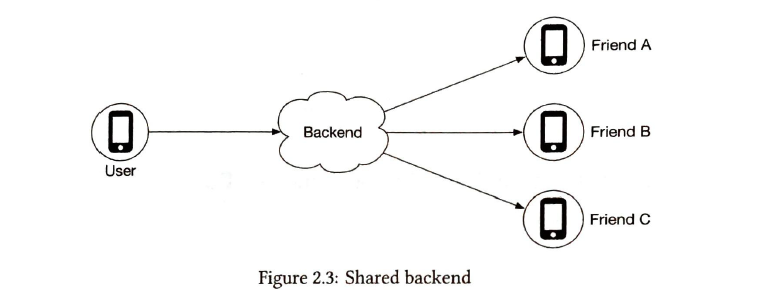 Friend A
Backend
Friend B
User
Friend C
Figure 2.3: Shared backend